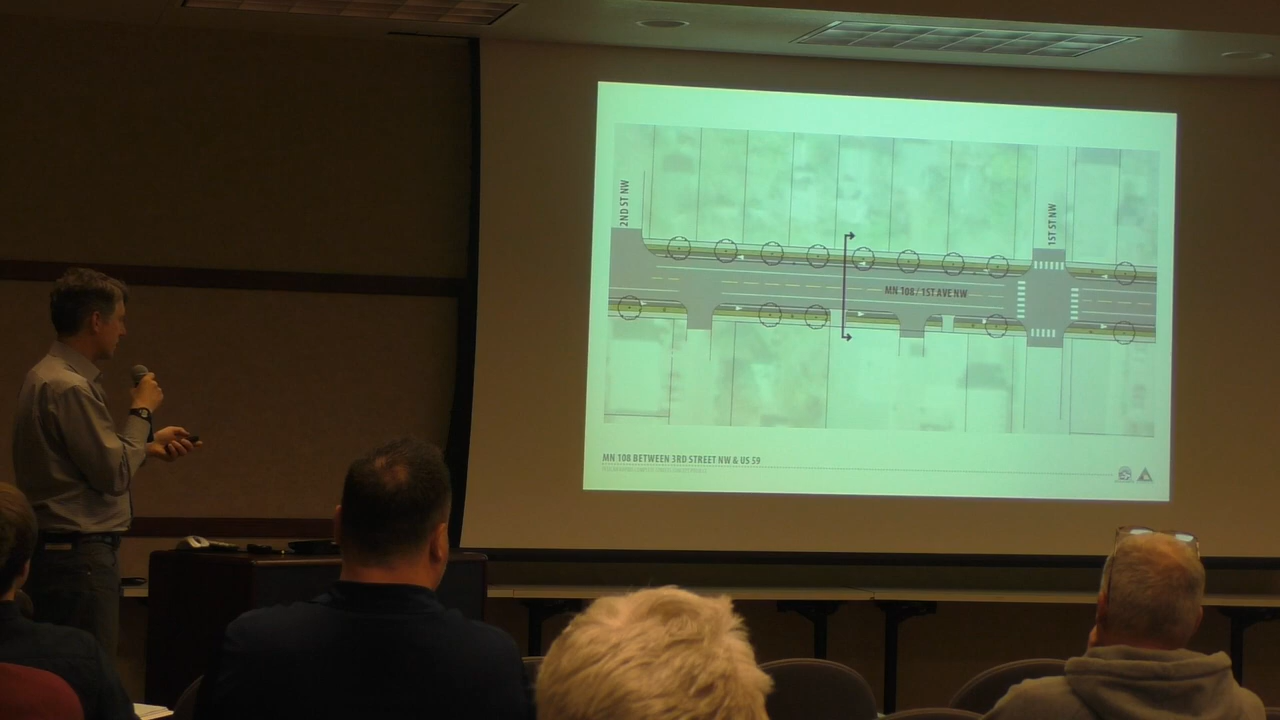 2ND ST NW
1ST ST NW
MN 108 / 1ST AVE NW
MN 108 BETWEEN 3RD STREET NW & US 59